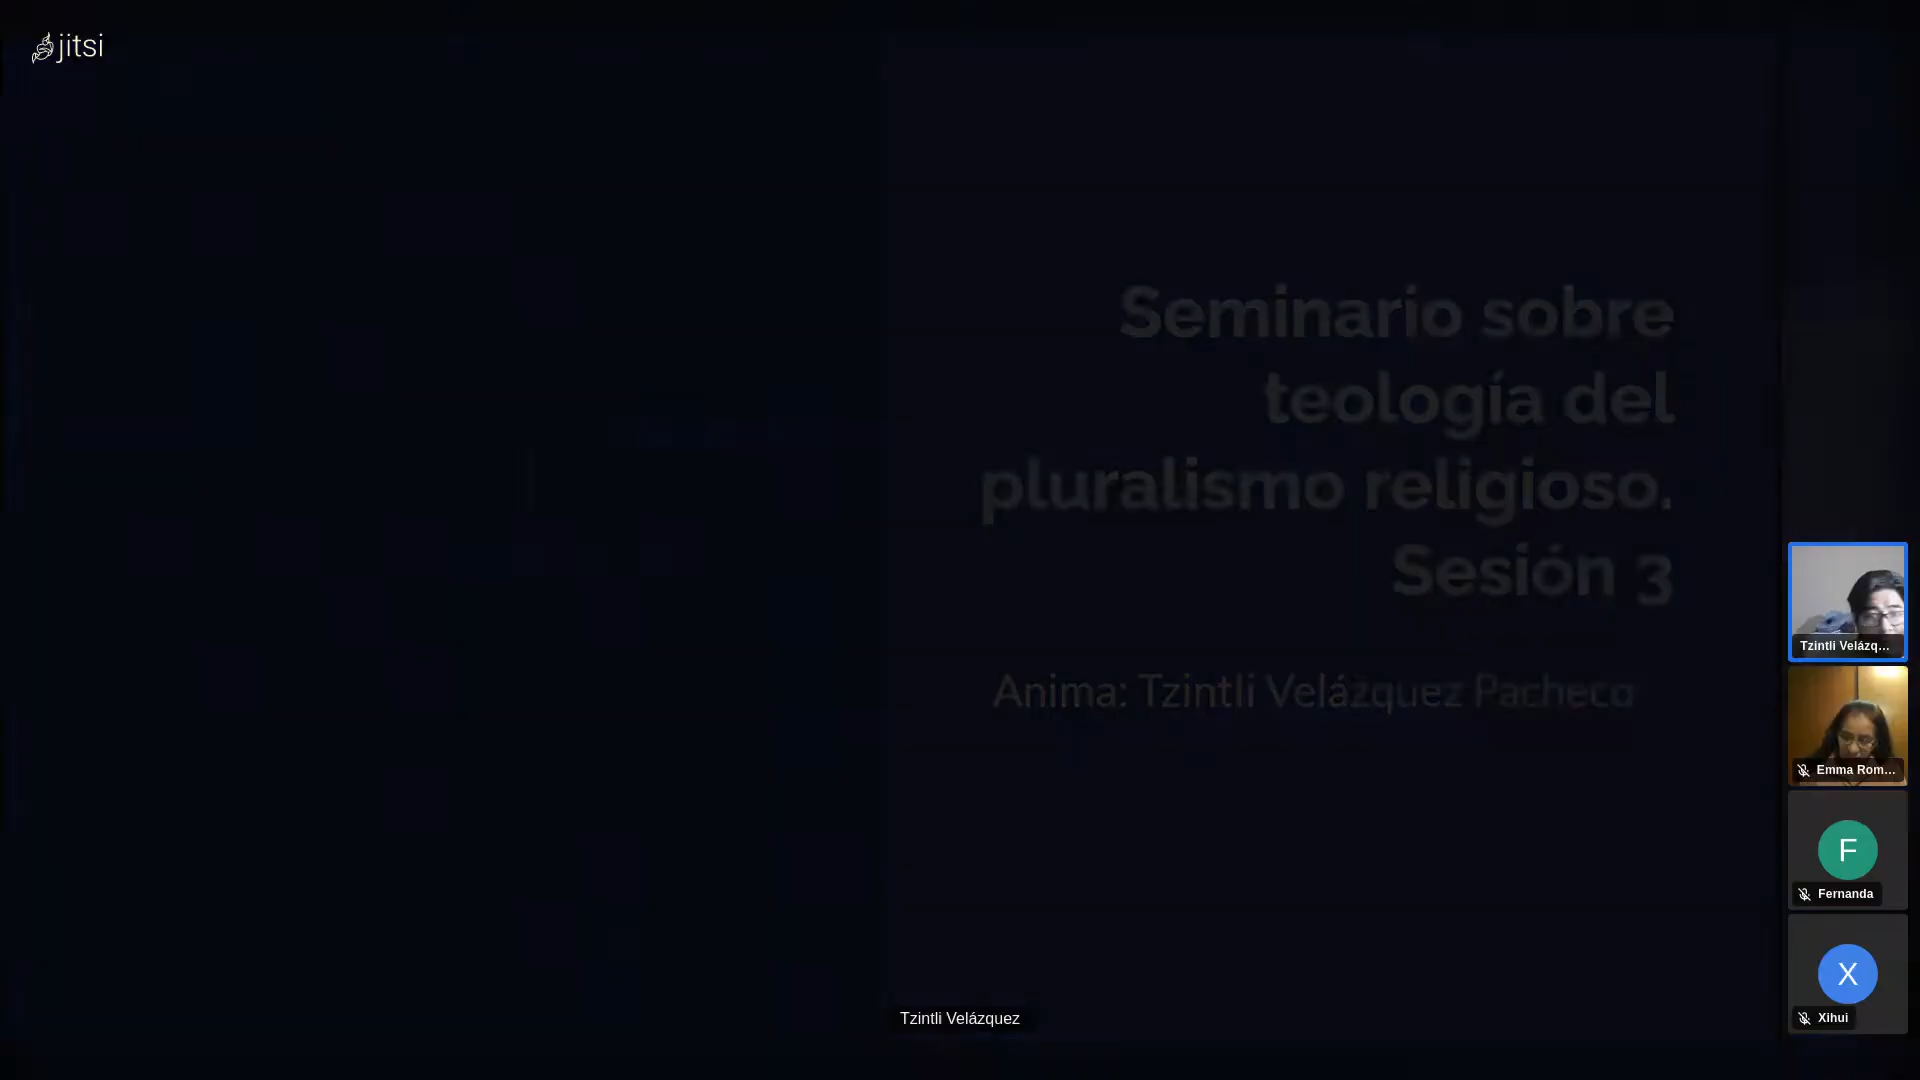 jitsi
Seminario sobre
teología del
pluralismo religioso.
Sesión 3
Anima: Tzintli Velázquez Pacheco
Tzintli Velázquez
Tzintli Velázq...
Emma Rom...
F
Fernanda
X
Xihui